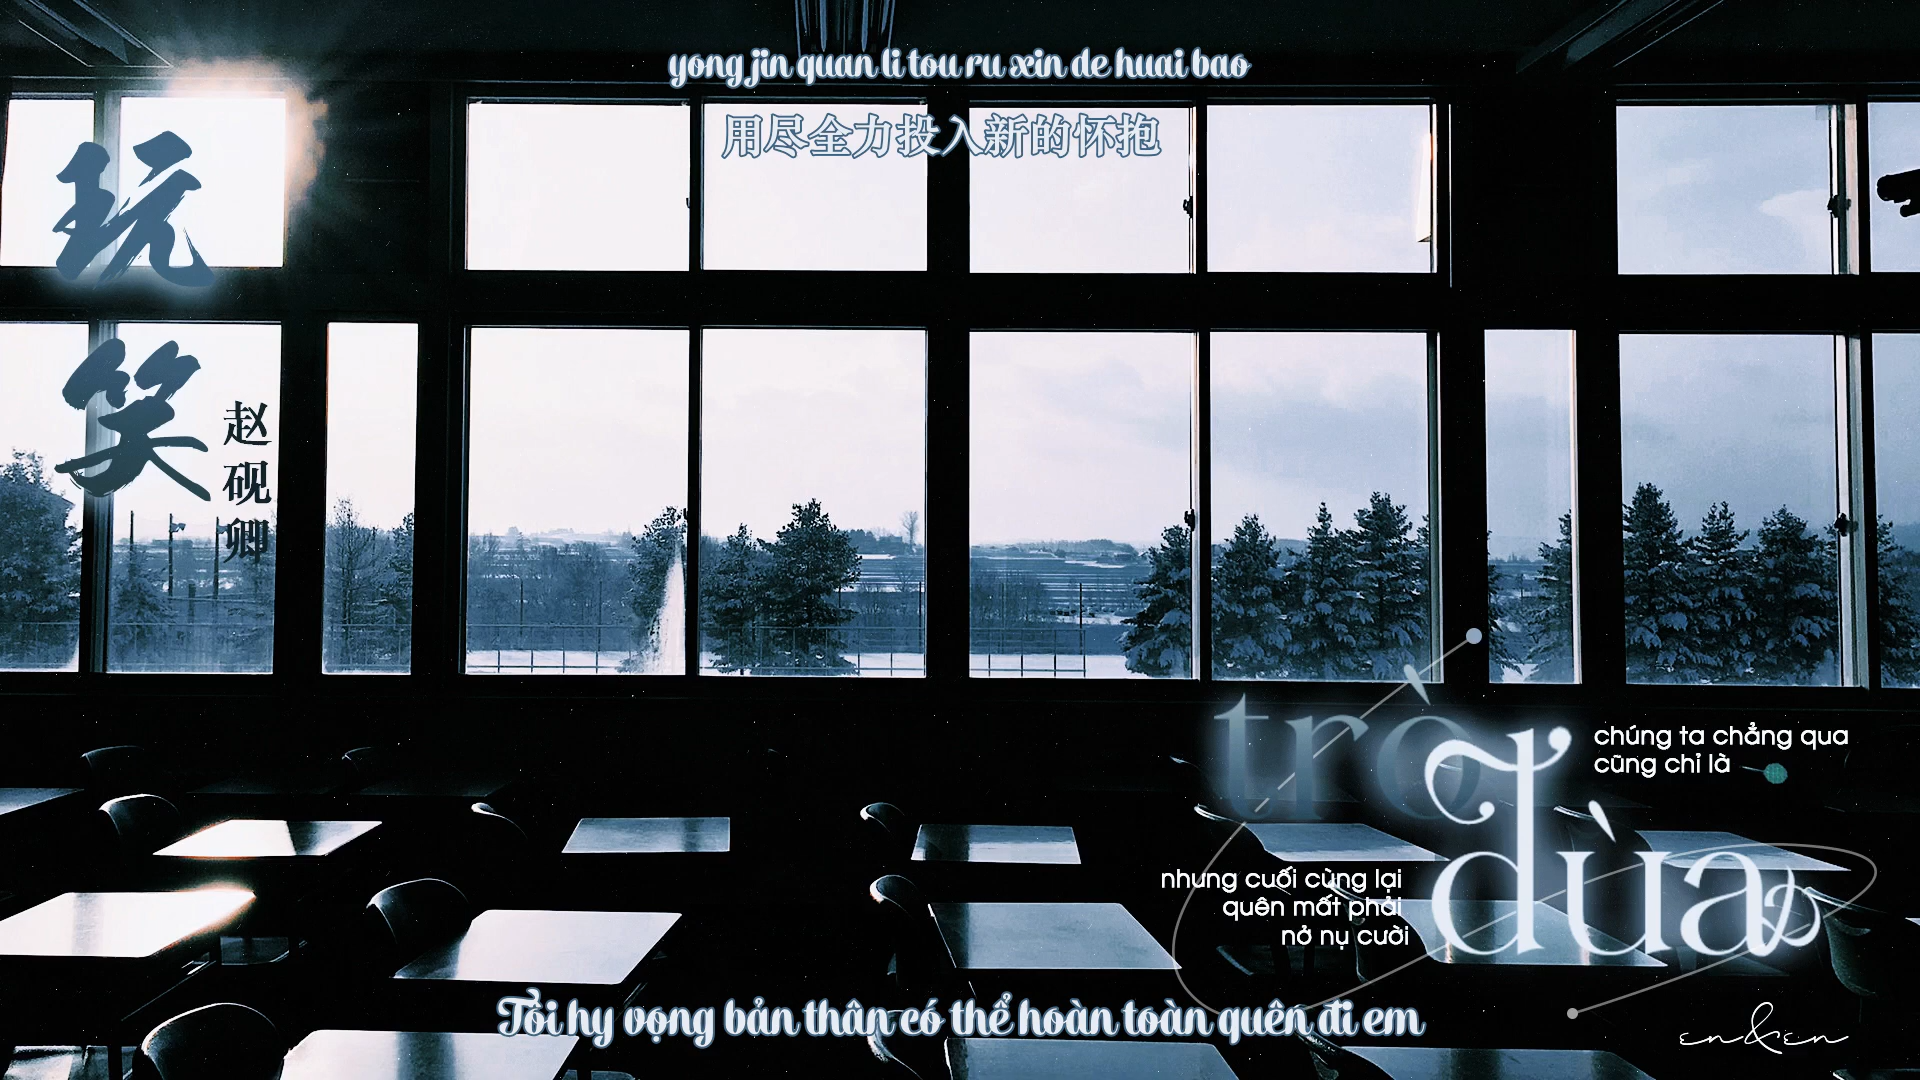 yong jin quan li tou ru xin de huai bao
用尽全力投入新的怀抱
玩笑
赵砚卿
trò
đùa
chúng ta chẳng qua
cũng chỉ là
nhưng cuối cùng lại
quên mất phải
nở nụ cười
Tôi hy vọng bản thân có thể hoàn toàn quên đi em
en&en